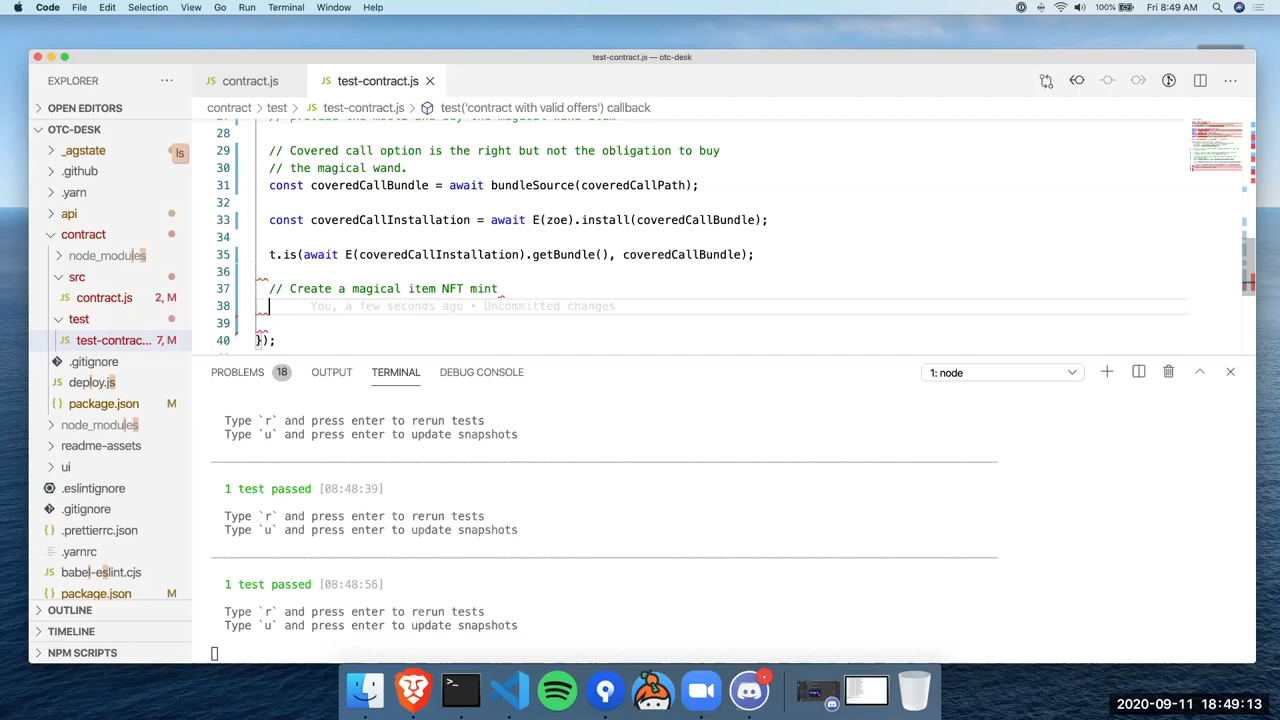 Code File Edit Selection View Go Run Terminal Window Help 100% Fri 8:49 AM
test-contract.js — otc-desk
EXPLORER
JS contract.js
JS test-contract.js
contract > test > JS test-contract.js > test('contract with valid offers') callback
OPEN EDITORS
OTC-DESK
.agstate
is
.github
.yarn
api
contract
node_modules
src
JS contract.js 2, M
test
JS test-contrac... 7, M
.gitignore
deploy.js
{} package.json M
node_modules
readme-assets
ui
.eslintignore
.gitignore
{} .prettierrc.json
.yarnrc
babel-eslint.cjs
{} package.json M
OUTLINE
TIMELINE
NPM SCRIPTS
28
29 // Covered call option is the right but not the obligation to buy
30 // the magical wand.
31 const coveredCallBundle = await bundleSource(coveredCallPath);
32
33 const coveredCallInstallation = await E(zoe).install(coveredCallBundle);
34
35 t.is(await E(coveredCallInstallation).getBundle(), coveredCallBundle);
36
37 // Create a magical item NFT mint
38 You, a few seconds ago • Uncommitted changes
39
40 });
PROBLEMS 18 OUTPUT TERMINAL DEBUG CONSOLE 1: node
Type `r` and press enter to rerun tests
Type `u` and press enter to update snapshots
1 test passed [08:48:39]
Type `r` and press enter to rerun tests
Type `u` and press enter to update snapshots
1 test passed [08:48:56]
Type `r` and press enter to rerun tests
Type `u` and press enter to update snapshots
2020-09-11 18:49:13